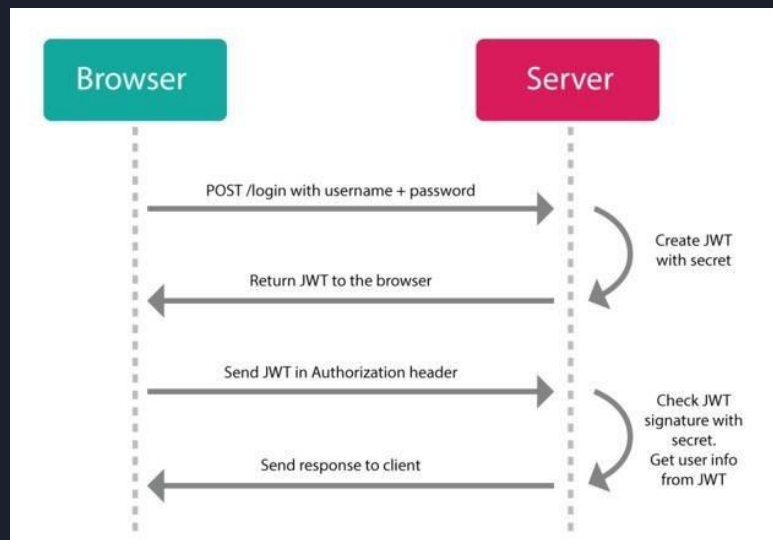 Browser
Server
POST /login with username + password
Create JWT
with secret
Return JWT to the browser
Send JWT in Authorization header
Check JWT
signature with
secret.
Get user info
from JWT
Send response to client